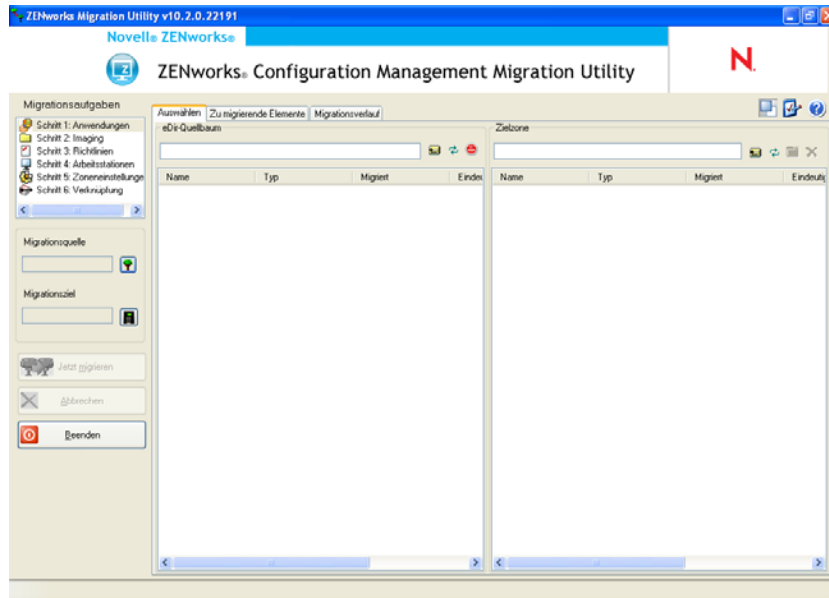 ZENworks Migration Utility v10.2.0.22191
Novell® ZENworks®
ZENworks® Configuration Management Migration Utility
N.
Migrationsaufgaben
Schritt 1: Anwendungen
Schritt 2: Imaging
Schritt 3: Richtlinien
Schritt 4: Arbeitsstationen
Schritt 5: Zoneneinstellunge
Schritt 6: Verknüpfung
Migrationsquelle
Migrationsziel
Jetzt migrieren
Abbrechen
Beenden
Auswählen Zu migrierende Elemente Migrationsverlauf
eDir-Quellbaum
Name Typ Migriert Eindeu
Zielzone
Name Typ Migriert Eindeutig